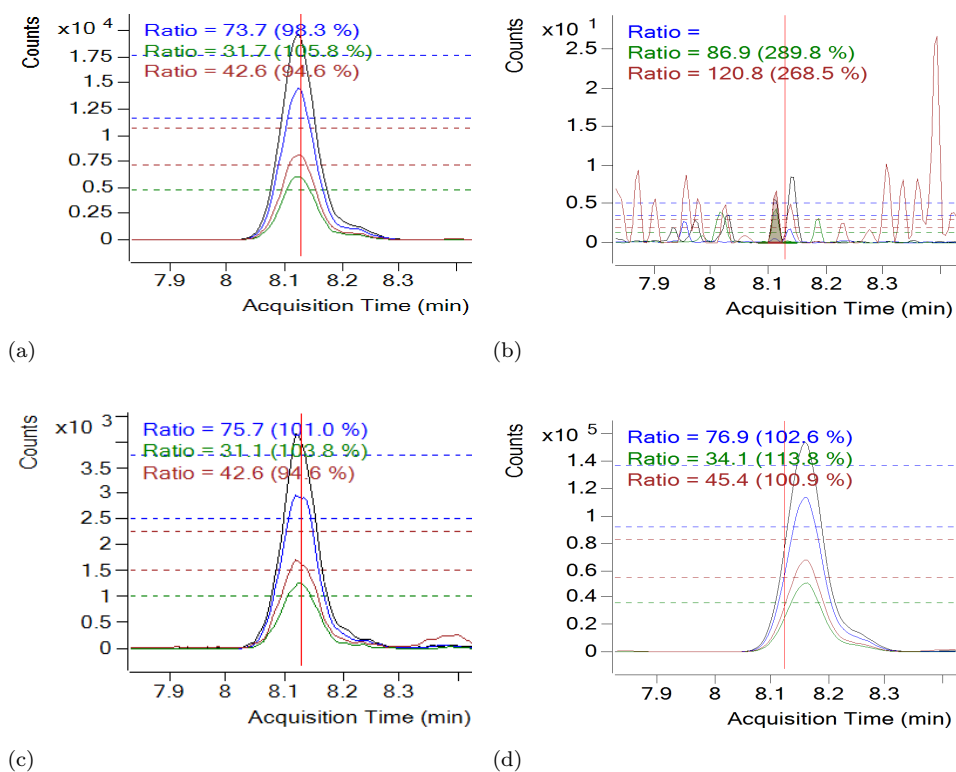 x10 4
Counts
Ratio = 73.7 (98.3 %)
Ratio = 31.7 (105.8 %)
Ratio = 42.6 (94.6 %)
1.75
1.5
1.25
1
0.75
0.5
0.25
0
7.9 8 8.1 8.2 8.3
Acquisition Time (min)
(a)
x10 1
Counts
Ratio =
Ratio = 86.9 (289.8 %)
Ratio = 120.8 (268.5 %)
2.5
2
1.5
1
0.5
0
7.9 8 8.1 8.2 8.3
Acquisition Time (min)
(b)
x10 3
Counts
Ratio = 75.7 (101.0 %)
Ratio = 31.1 (103.8 %)
Ratio = 42.6 (94.6 %)
3.5
3
2.5
2
1.5
1
0.5
0
7.9 8 8.1 8.2 8.3
Acquisition Time (min)
(c)
x10 5
Counts
Ratio = 76.9 (102.6 %)
Ratio = 34.1 (113.8 %)
Ratio = 45.4 (100.9 %)
1.4
1.2
1
0.8
0.6
0.4
0.2
0
7.9 8 8.1 8.2 8.3
Acquisition Time (min)
(d)